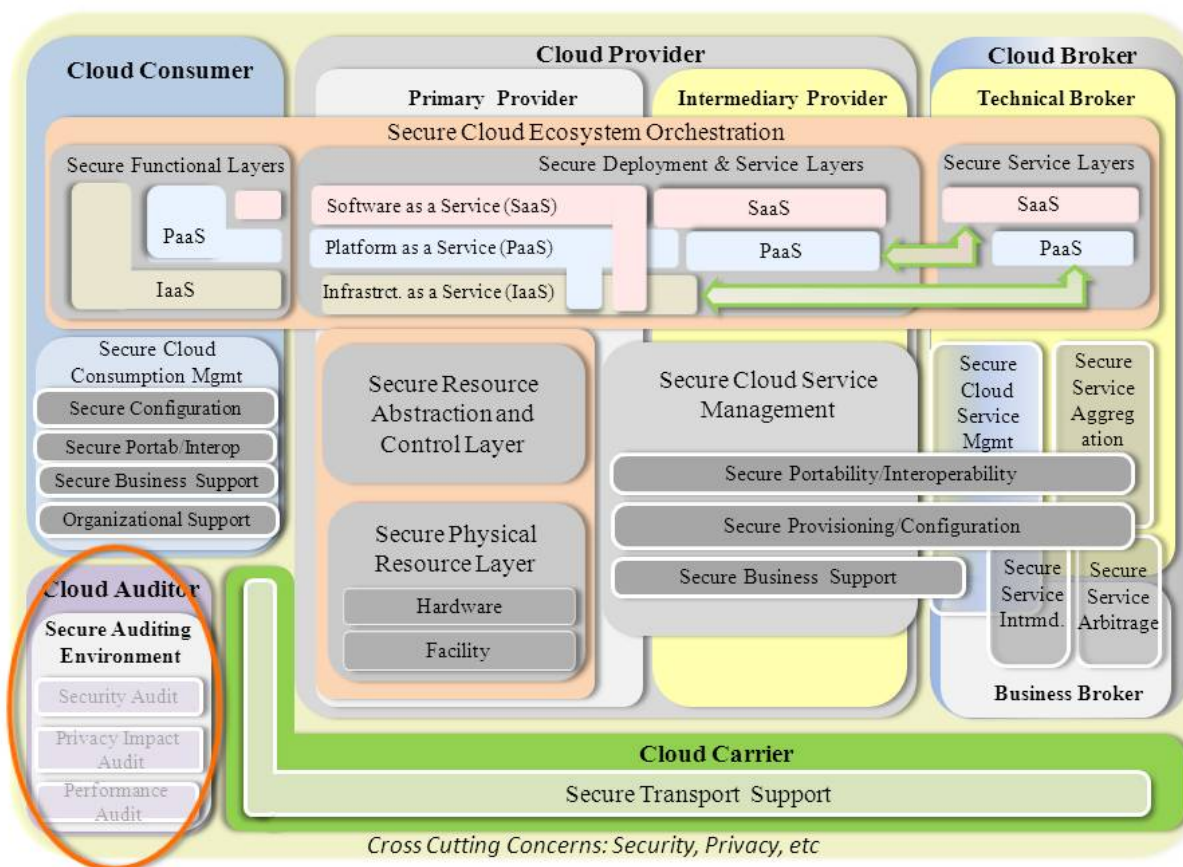 Cloud Consumer
Cloud Provider
Cloud Broker
Primary Provider
Intermediary Provider
Technical Broker
Secure Cloud Ecosystem Orchestration
Secure Functional Layers
PaaS
IaaS
Secure Deployment & Service Layers
Software as a Service (SaaS)
SaaS
Platform as a Service (PaaS)
PaaS
Infrastrct. as a Service (IaaS)
Secure Service Layers
SaaS
PaaS
Secure Cloud
Consumption Mgmt
Secure Configuration
Secure Portab/Interop
Secure Business Support
Organizational Support
Secure Resource
Abstraction and
Control Layer
Secure Physical
Resource Layer
Hardware
Facility
Secure Cloud Service
Management
Secure Portability/Interoperability
Secure Provisioning/Configuration
Secure Business Support
Secure
Cloud
Service
Mgmt
Secure
Service
Aggreg
ation
Secure
Service
Intrmd.
Secure
Service
Arbitrage
Business Broker
Cloud Auditor
Secure Auditing
Environment
Security Audit
Privacy Impact
Audit
Performance
Audit
Cloud Carrier
Secure Transport Support
Cross Cutting Concerns: Security, Privacy, etc